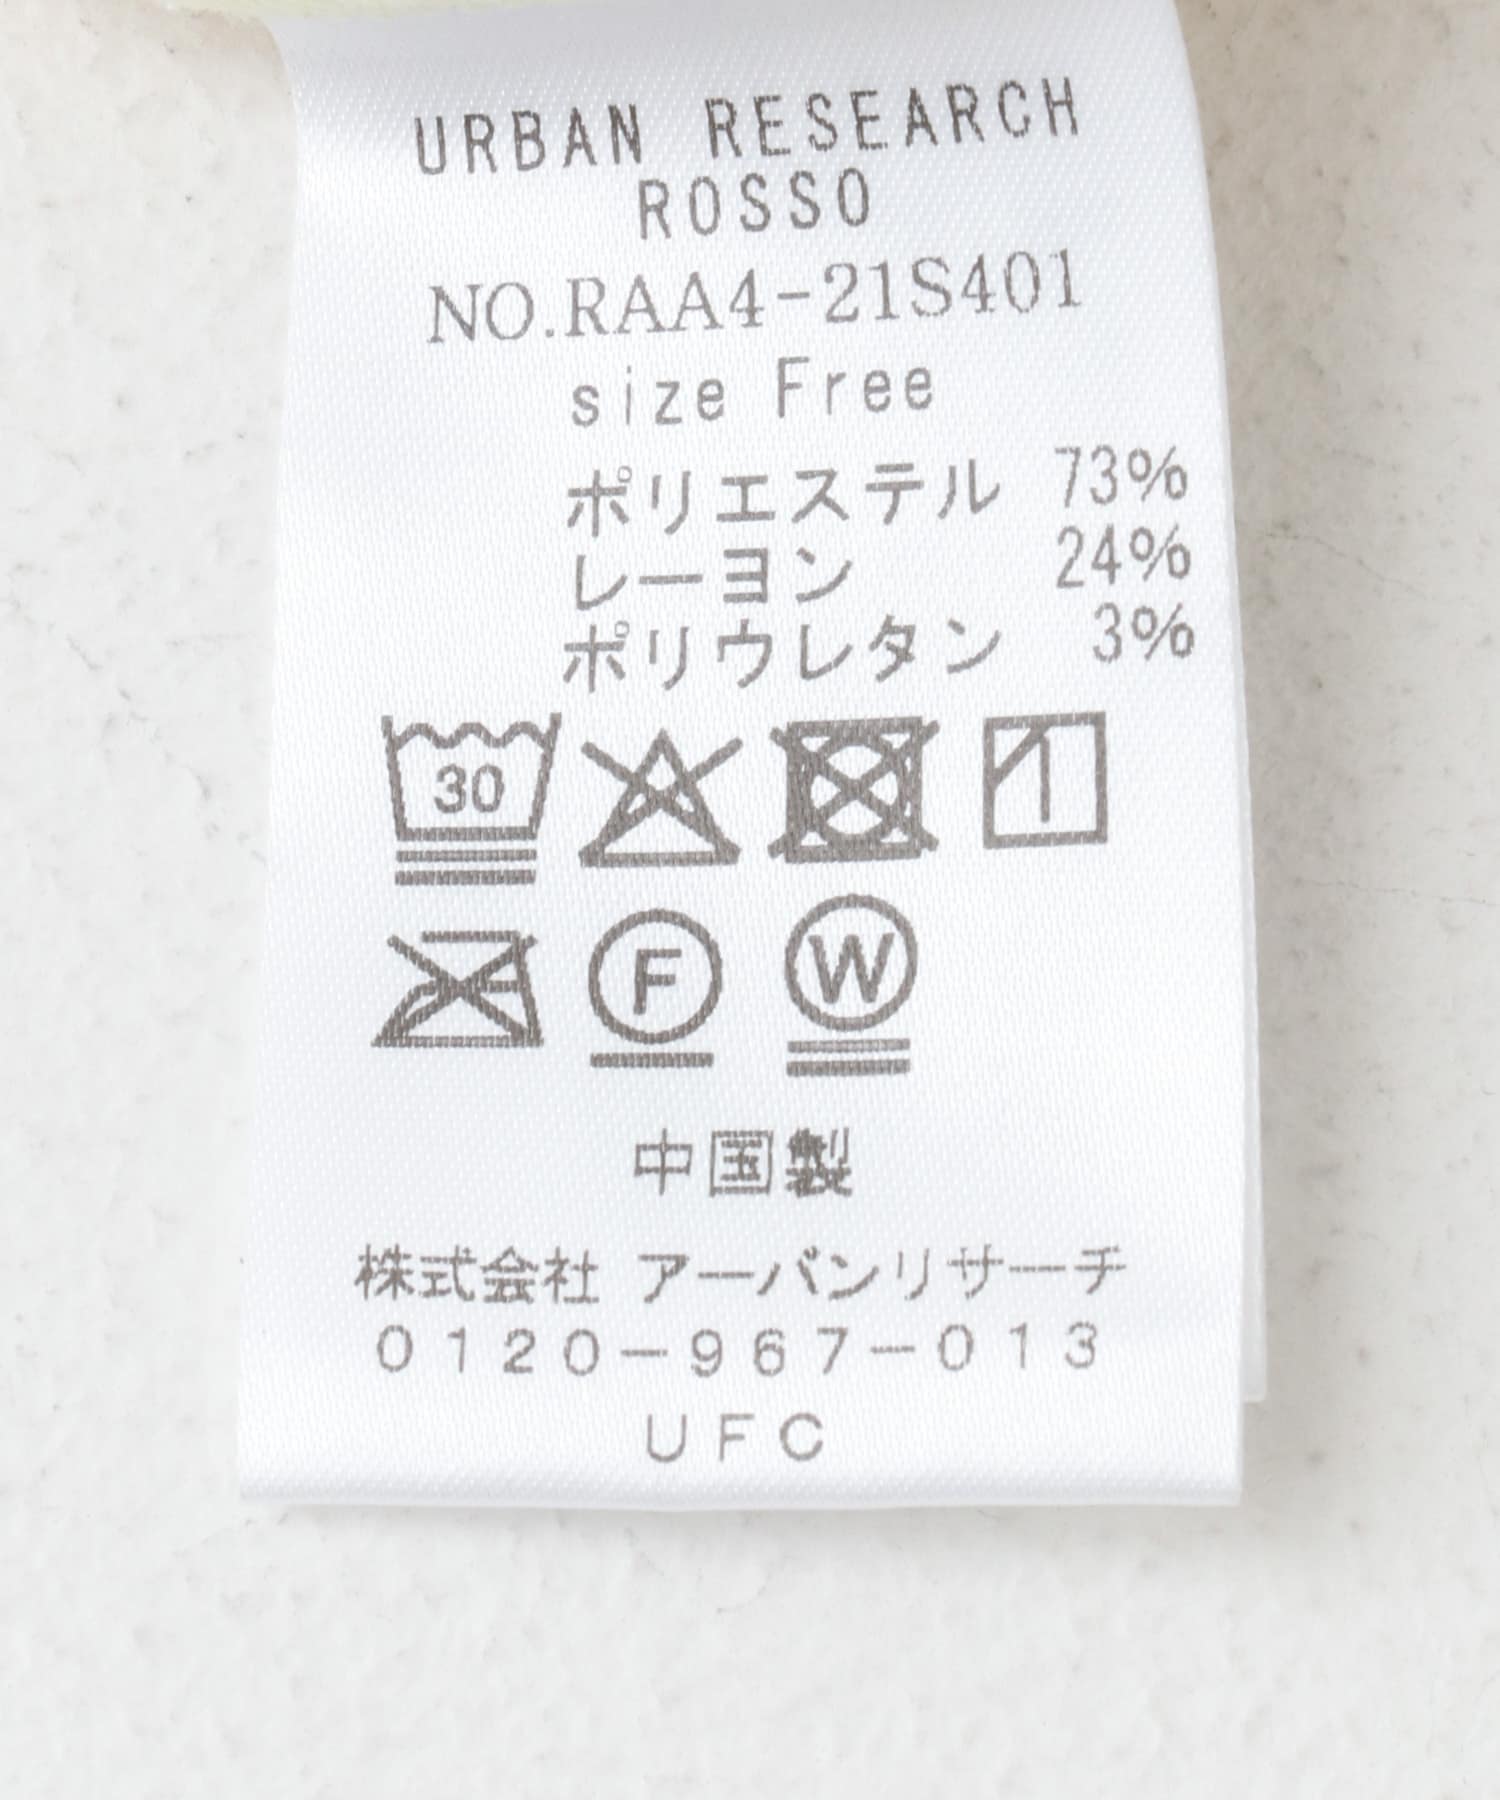 URBAN RESEARCH
ROSSO
NO.RAA4-21S401
size Free
ポリエステル 73%
レーヨン 24%
ポリウレタン 3%
30
F W
中国製
株式会社 アーバンリサーチ
0120-967-013
UFC